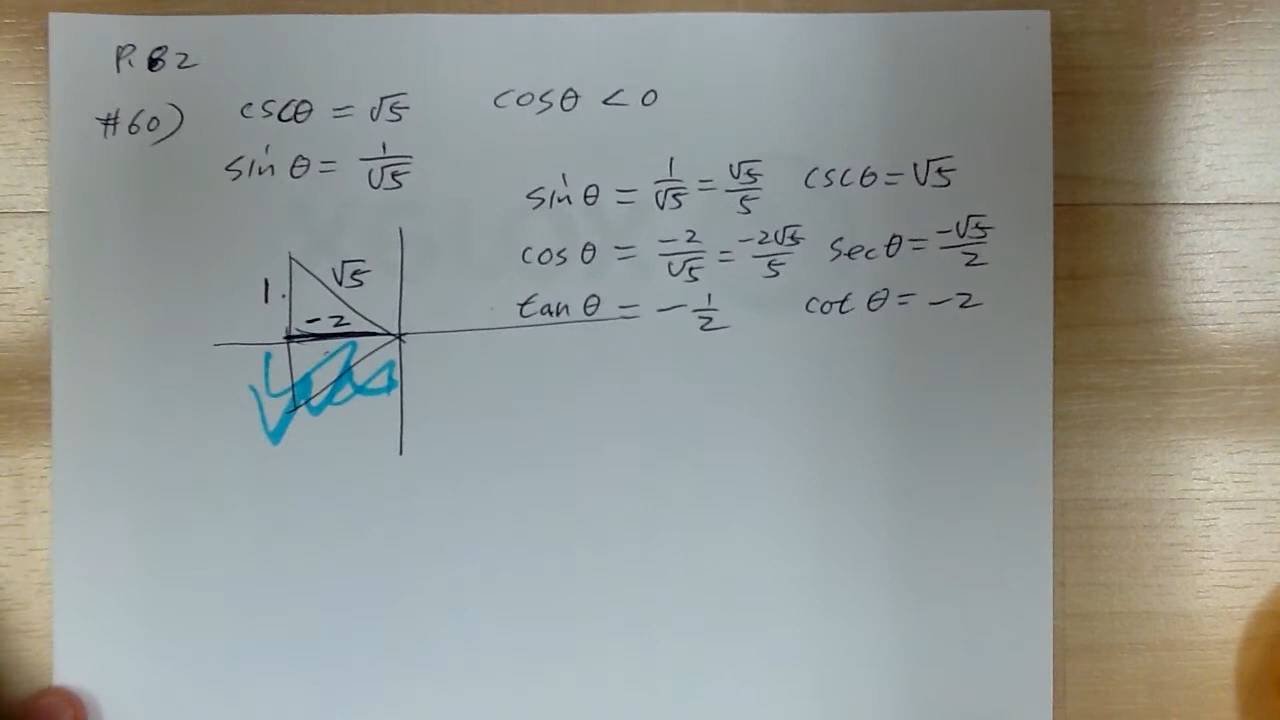 P. 62
#60) cscθ = √5 cosθ < 0
sin θ = 1/√5
sin θ = 1/√5 = √5/5 cscθ = √5
cos θ = -2/√5 = -2√5/5 secθ = -√5/2
tan θ = -1/2 cot θ = -2
√5
1
-2